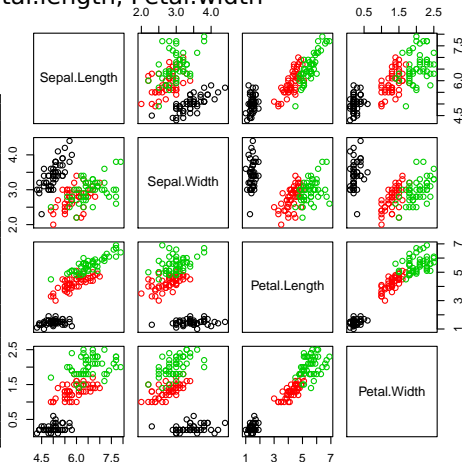 tal.length, Petal.width
2.0 3.0 4.0
0.5 1.5 2.5
Sepal.Length
4.5 6.0 7.5
2.0 3.0 4.0
Sepal.Width
Petal.Length
1 3 5 7
0.5 1.5 2.5
Petal.Width
4.5 6.0 7.5
1 3 5 7